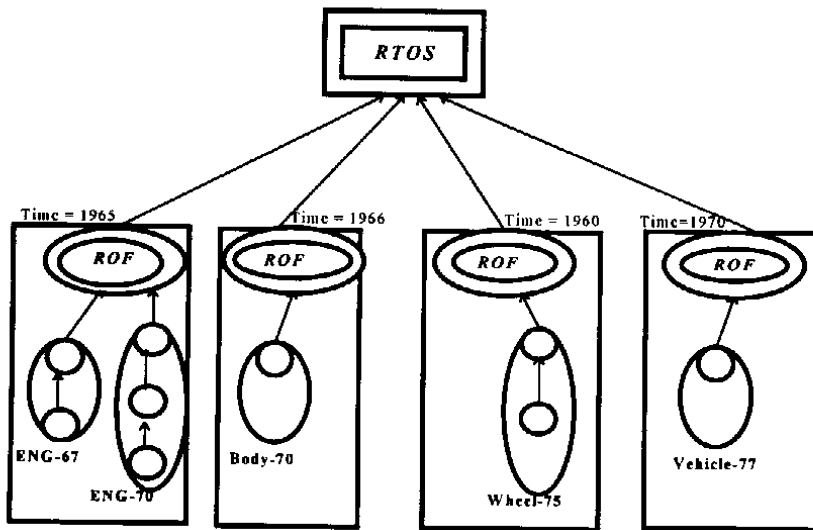 RTOS
Time = 1965
Time = 1966
Time = 1960
Time=1970
ROF
ROF
ROF
ROF
ENG-67
ENG-70
Body-70
Wheel-75
Vehicle-77